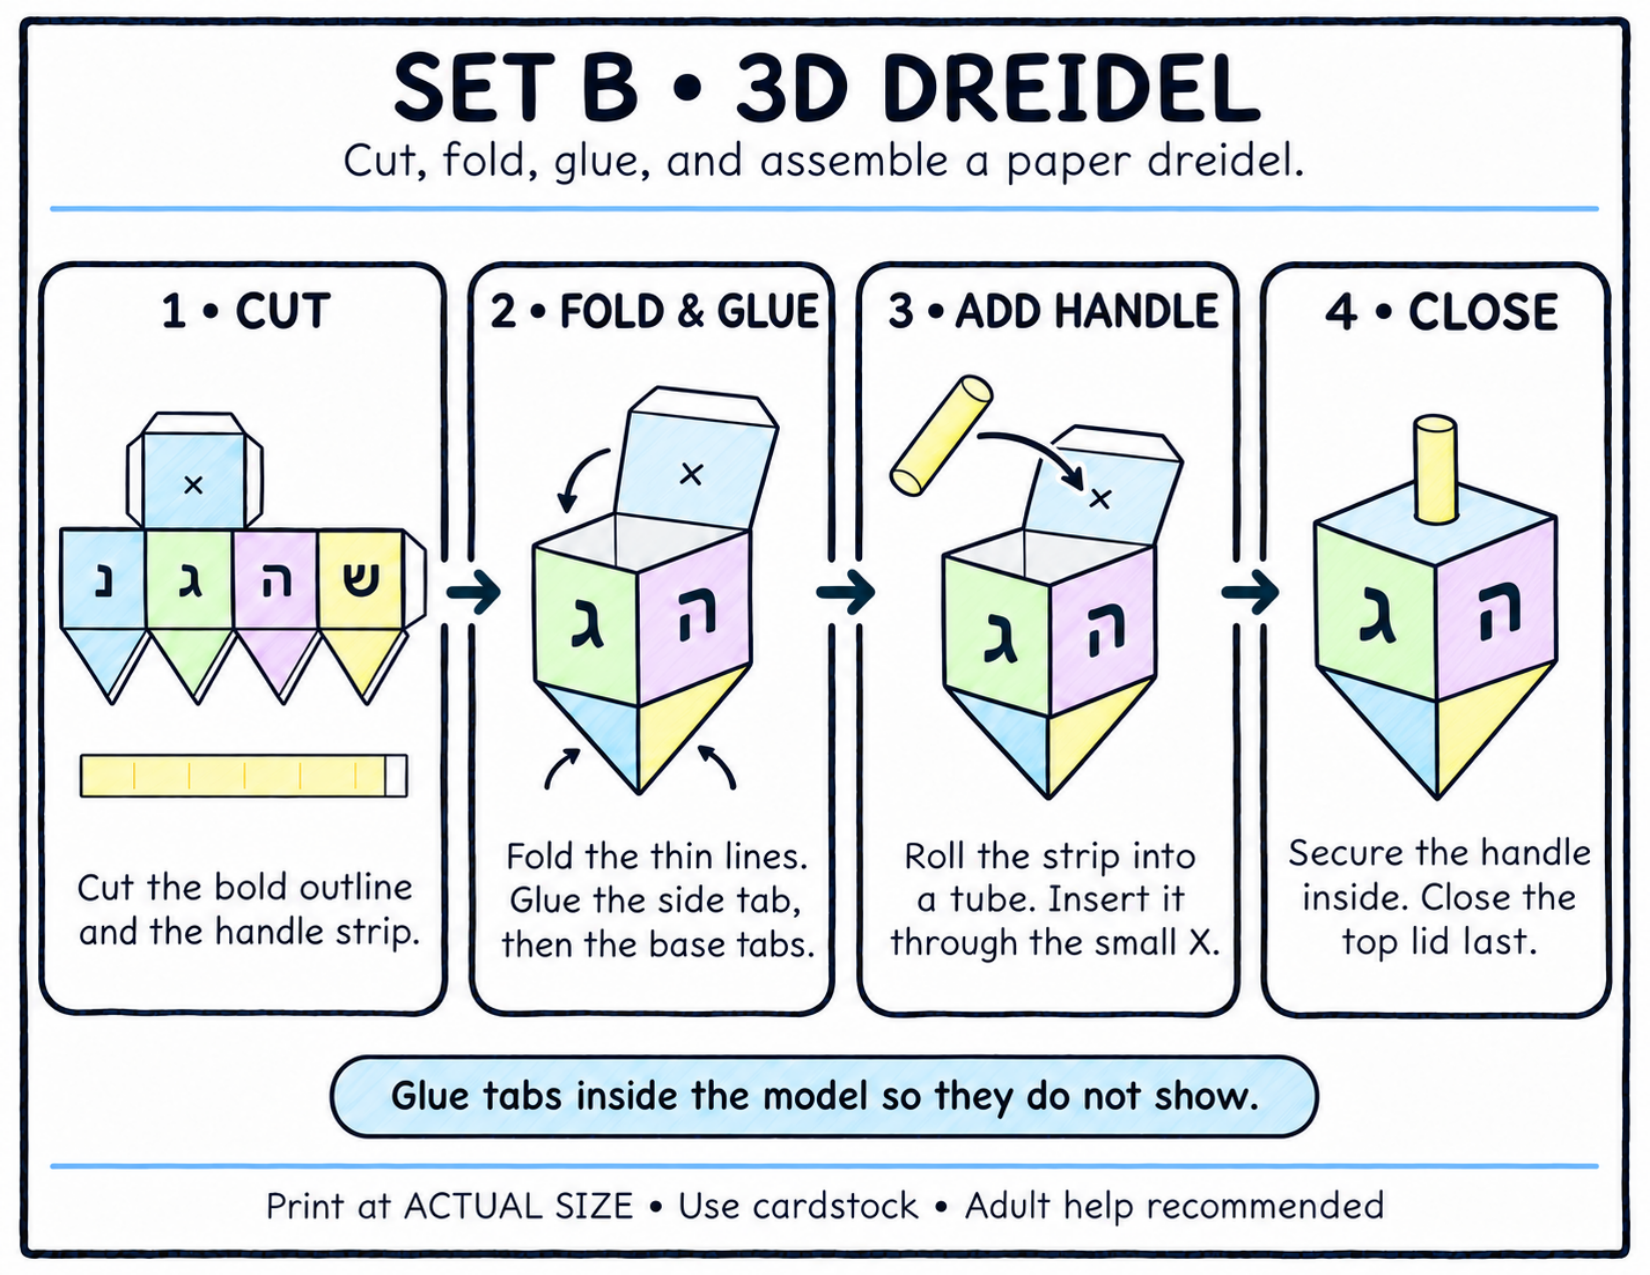 SET B • 3D DREIDEL
Cut, fold, glue, and assemble a paper dreidel.
1 • CUT
×
נ ג ה ש
Cut the bold outline
and the handle strip.
2 • FOLD & GLUE
×
ג ה
Fold the thin lines.
Glue the side tab,
then the base tabs.
3 • ADD HANDLE
×
ג ה
Roll the strip into
a tube. Insert it
through the small X.
4 • CLOSE
ג ה
Secure the handle
inside. Close the
top lid last.
Glue tabs inside the model so they do not show.
Print at ACTUAL SIZE • Use cardstock • Adult help recommended